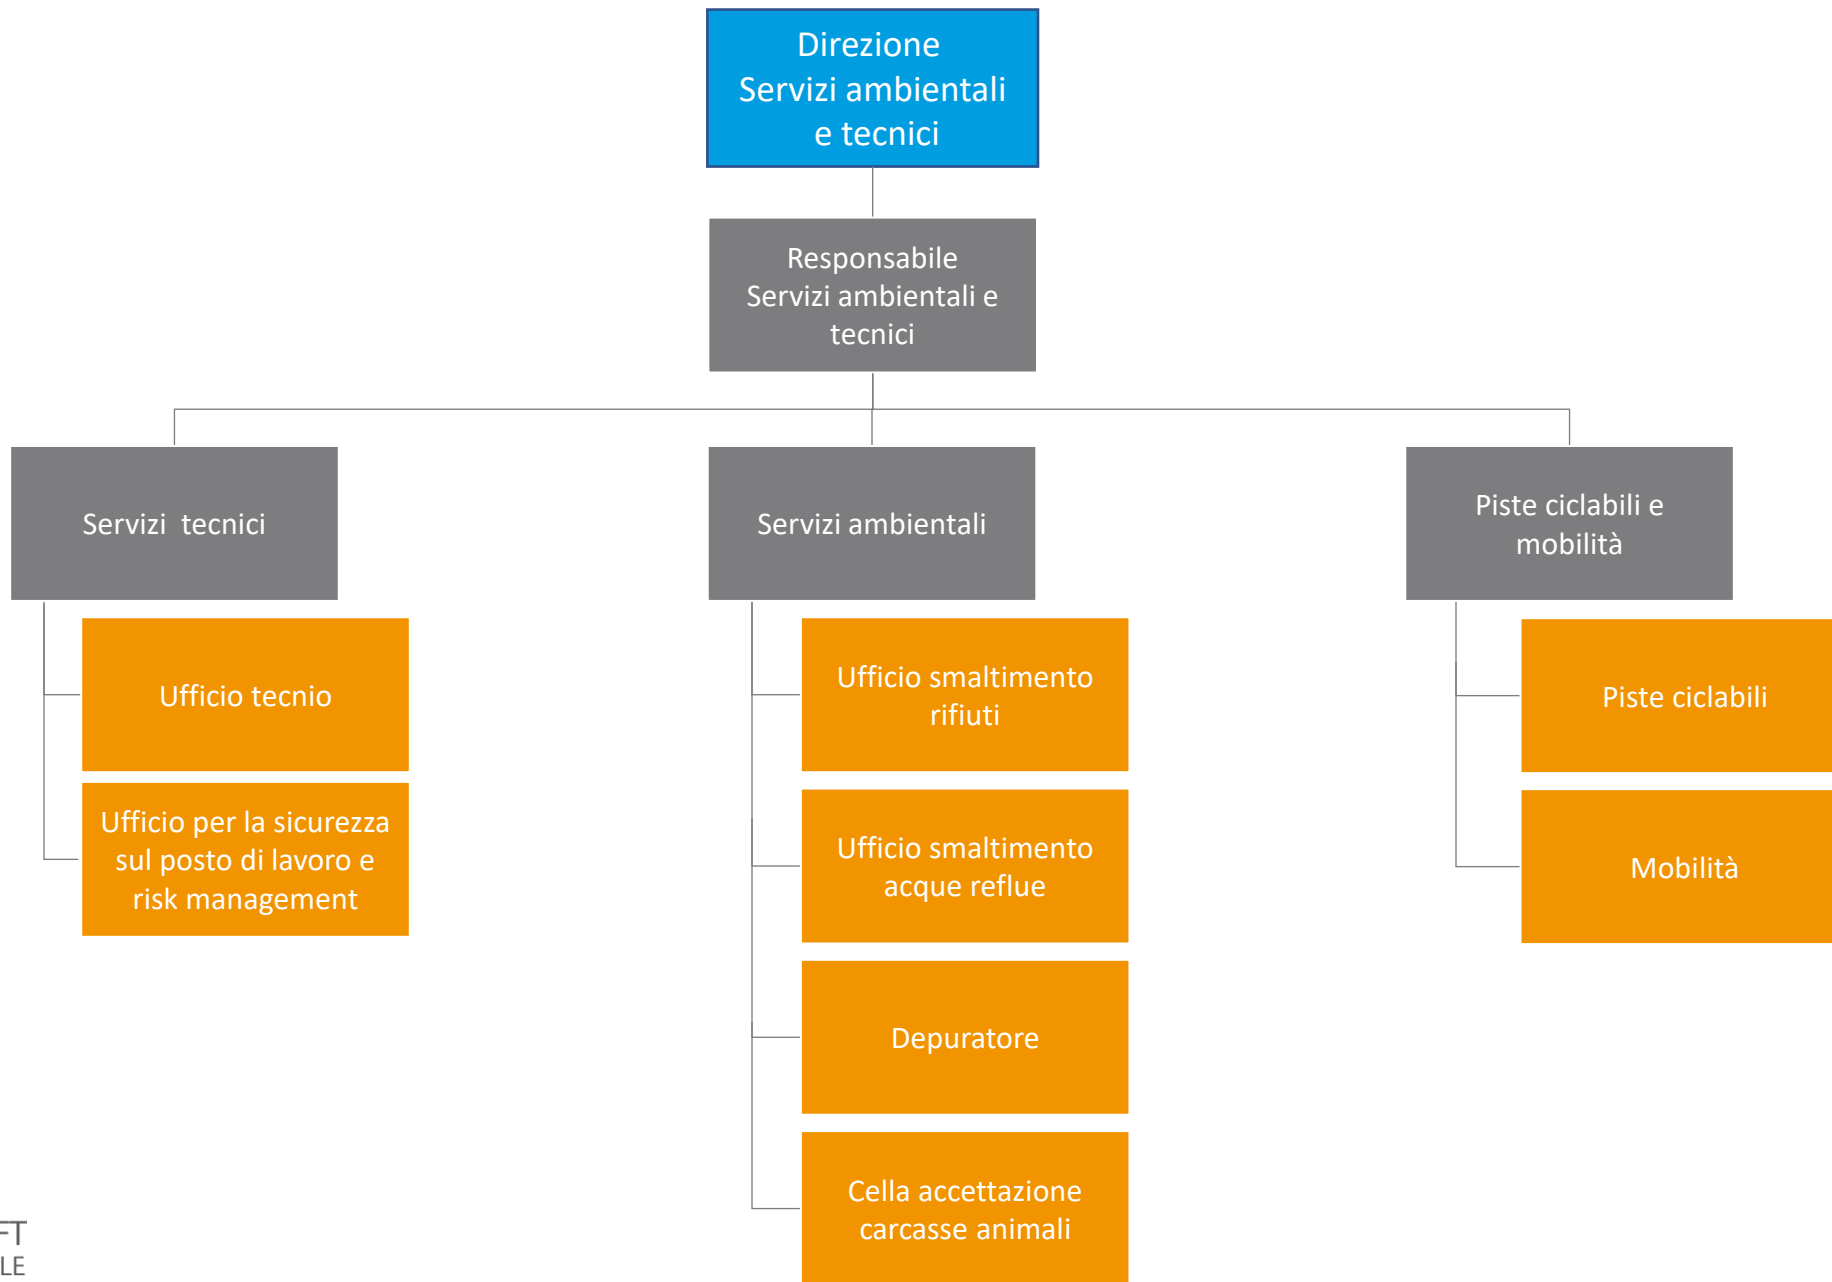 Direzione
Servizi ambientali
e tecnici
Responsabile
Servizi ambientali e
tecnici
Servizi tecnici
Servizi ambientali
Piste ciclabili e
mobilità
Ufficio tecnio
Ufficio per la sicurezza
sul posto di lavoro e
risk management
Ufficio smaltimento
rifiuti
Ufficio smaltimento
acque reflue
Depuratore
Cella accettazione
carcasse animali
Piste ciclabili
Mobilità
FT
LE